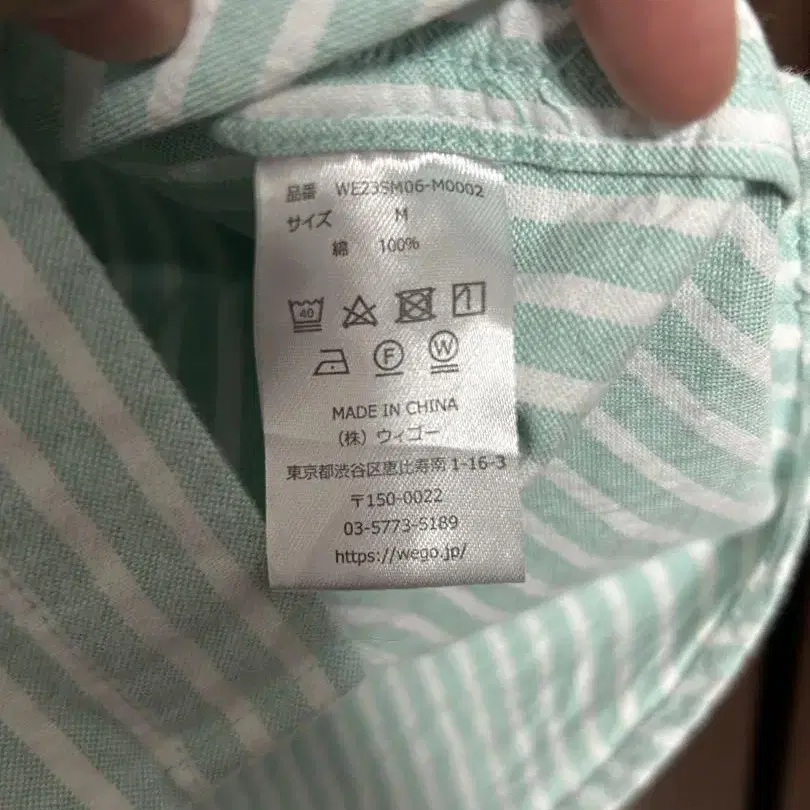 品番 WE23SM06-M0002
サイズ M
綿 100%
40
F W
MADE IN CHINA
（株）ウィゴー
東京都渋谷区恵比寿南1-16-3
〒150-0022
03-5773-5189
https://wego.jp/